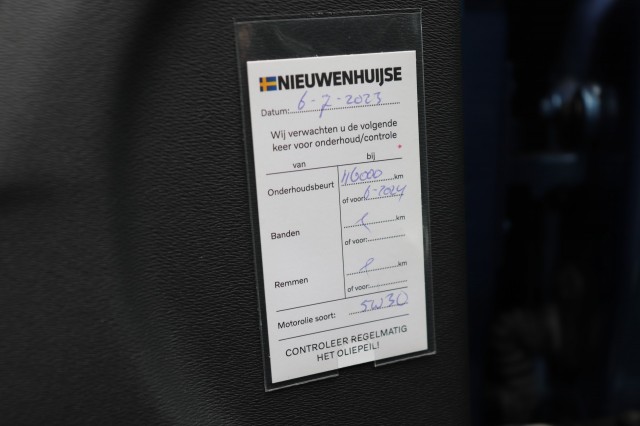 NIEUWENHUIJSE
Datum: 6-7-2023
Wij verwachten u de volgende
keer voor onderhoud/controle
van bij
Onderhoudsbeurt 116000 km
of voor: 6-2024
Banden km
of voor:
Remmen km
of voor:
Motorolie soort: 5W30
CONTROLEER REGELMATIG
HET OLIEPEIL!